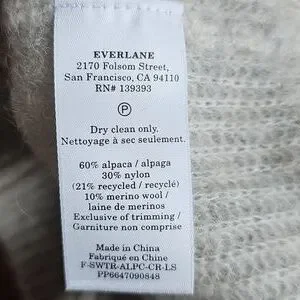 EVERLANE
2170 Folsom Street,
San Francisco, CA 94110
RN# 139393
P
Dry clean only.
Nettoyage à sec seulement.
60% alpaca / alpaga
30% nylon
(21% recycled / recyclé)
10% merino wool /
laine de merinos
Exclusive of trimming /
Garniture non comprise
Made in China
Fabriqué en Chine
F-SWTR-ALPC-CR-LS
PP6647090848